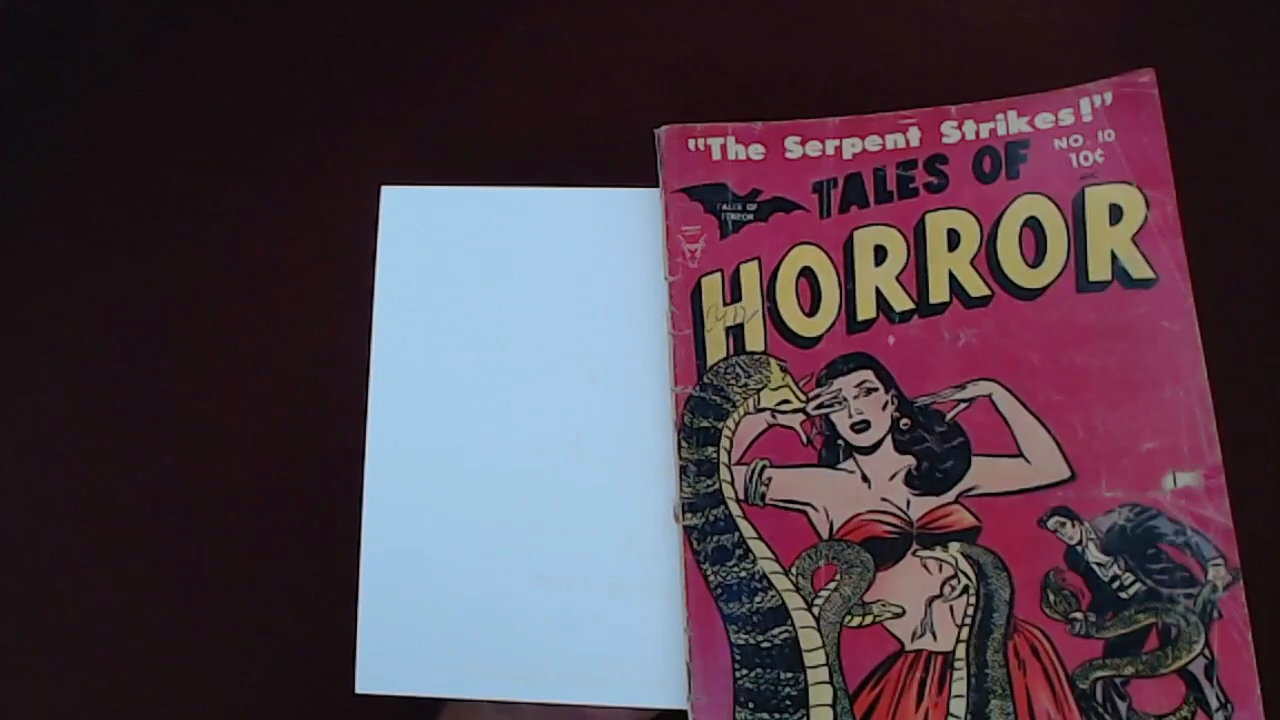 "The Serpent Strikes!"
NO. 10
10¢
TALES OF
HORROR
TALES OF
TERROR